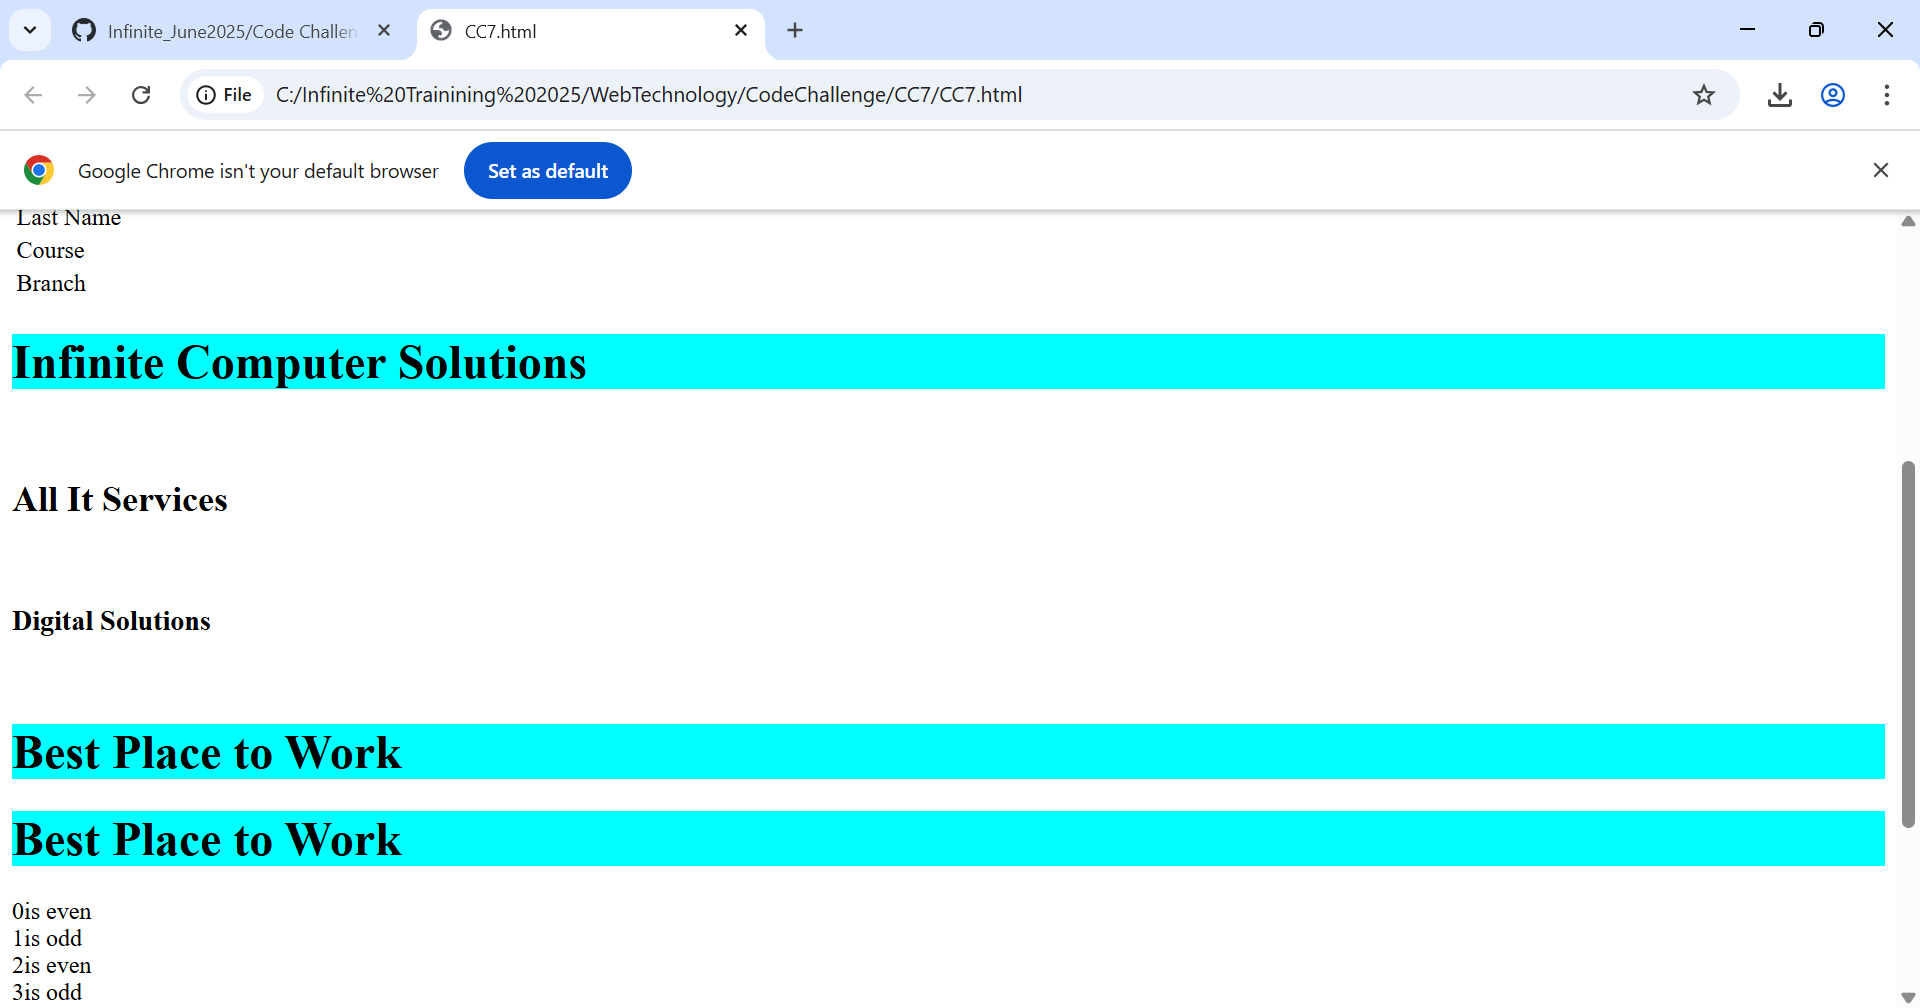 Infinite_June2025/Code Challen
CC7.html
File
C:/Infinite%20Trainining%202025/WebTechnology/CodeChallenge/CC7/CC7.html
Google Chrome isn't your default browser
Set as default
Last Name
Course
Branch
Infinite Computer Solutions
All It Services
Digital Solutions
Best Place to Work
Best Place to Work
0is even
1is odd
2is even
3is odd